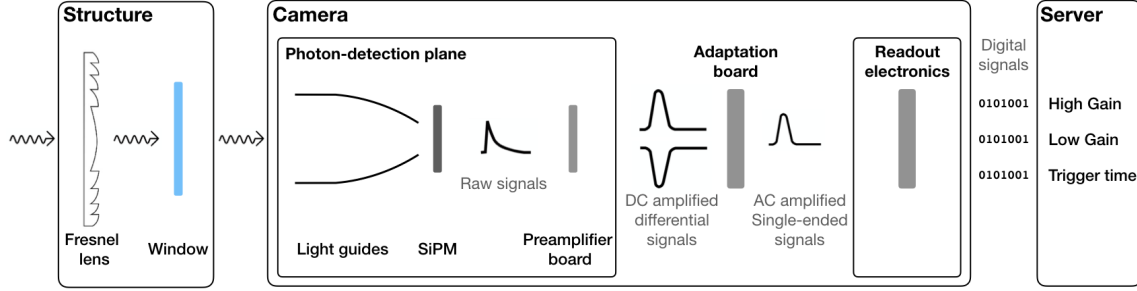 Structure
Fresnel
lens
Window
Camera
Photon-detection plane
Light guides
SiPM
Raw signals
Preamplifier
board
DC amplified
differential
signals
Adaptation
board
AC amplified
Single-ended
signals
Readout
electronics
Digital
signals
0101001
0101001
0101001
Server
High Gain
Low Gain
Trigger time